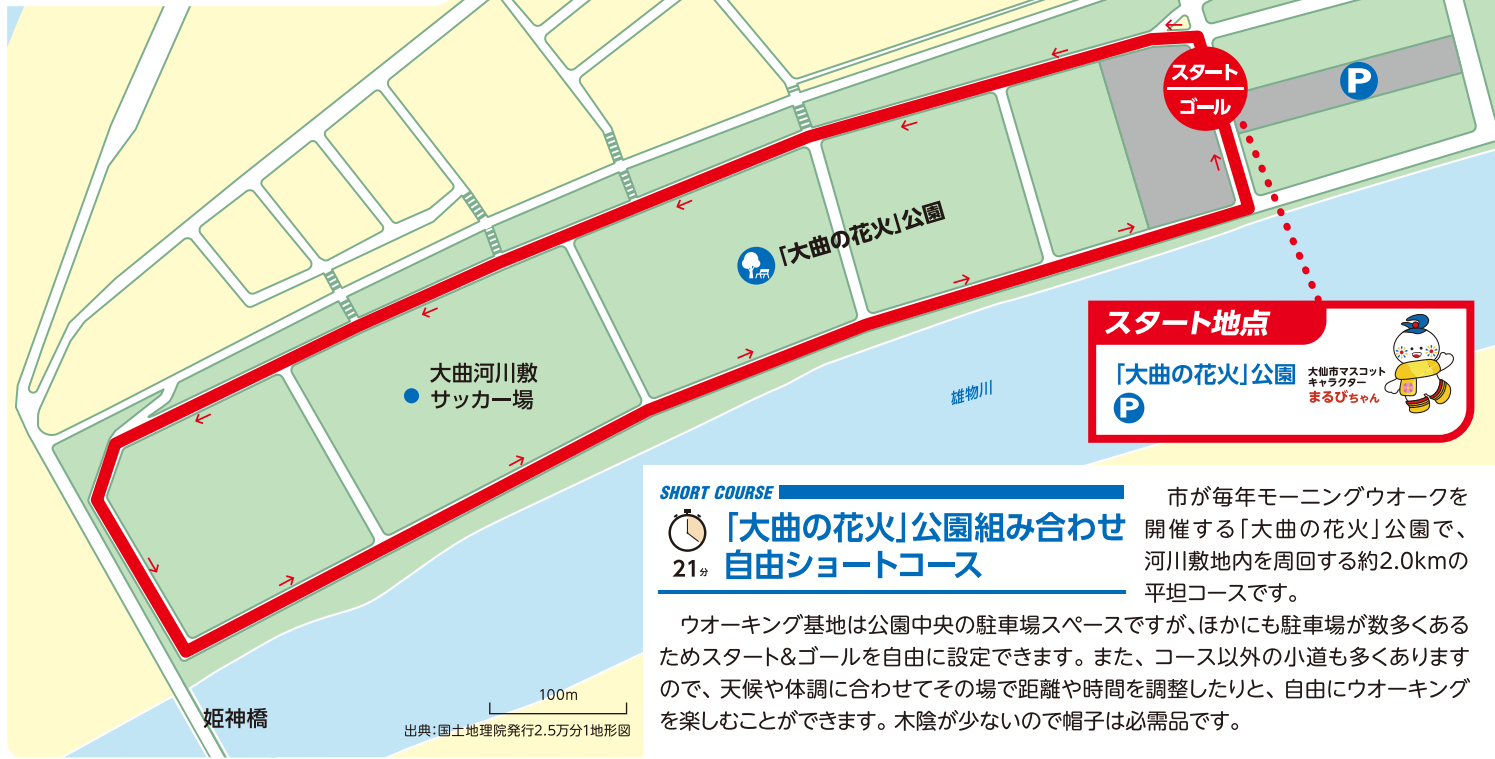 スタート
ゴール
P
「大曲の花火」公園
大曲河川敷
サッカー場
雄物川
スタート地点
「大曲の花火」公園
P
大仙市マスコット
キャラクター
まるびちゃん
姫神橋
100m
出典：国土地理院発行2.5万分1地形図
SHORT COURSE
21分
「大曲の花火」公園組み合わせ
自由ショートコース
市が毎年モーニングウオークを
開催する「大曲の花火」公園で、
河川敷地内を周回する約2.0kmの
平坦コースです。
ウオーキング基地は公園中央の駐車場スペースですが、ほかにも駐車場が数多くある
ためスタート&ゴールを自由に設定できます。また、コース以外の小道も多くあります
ので、天候や体調に合わせてその場で距離や時間を調整したりと、自由にウオーキング
を楽しむことができます。木陰が少ないので帽子は必需品です。